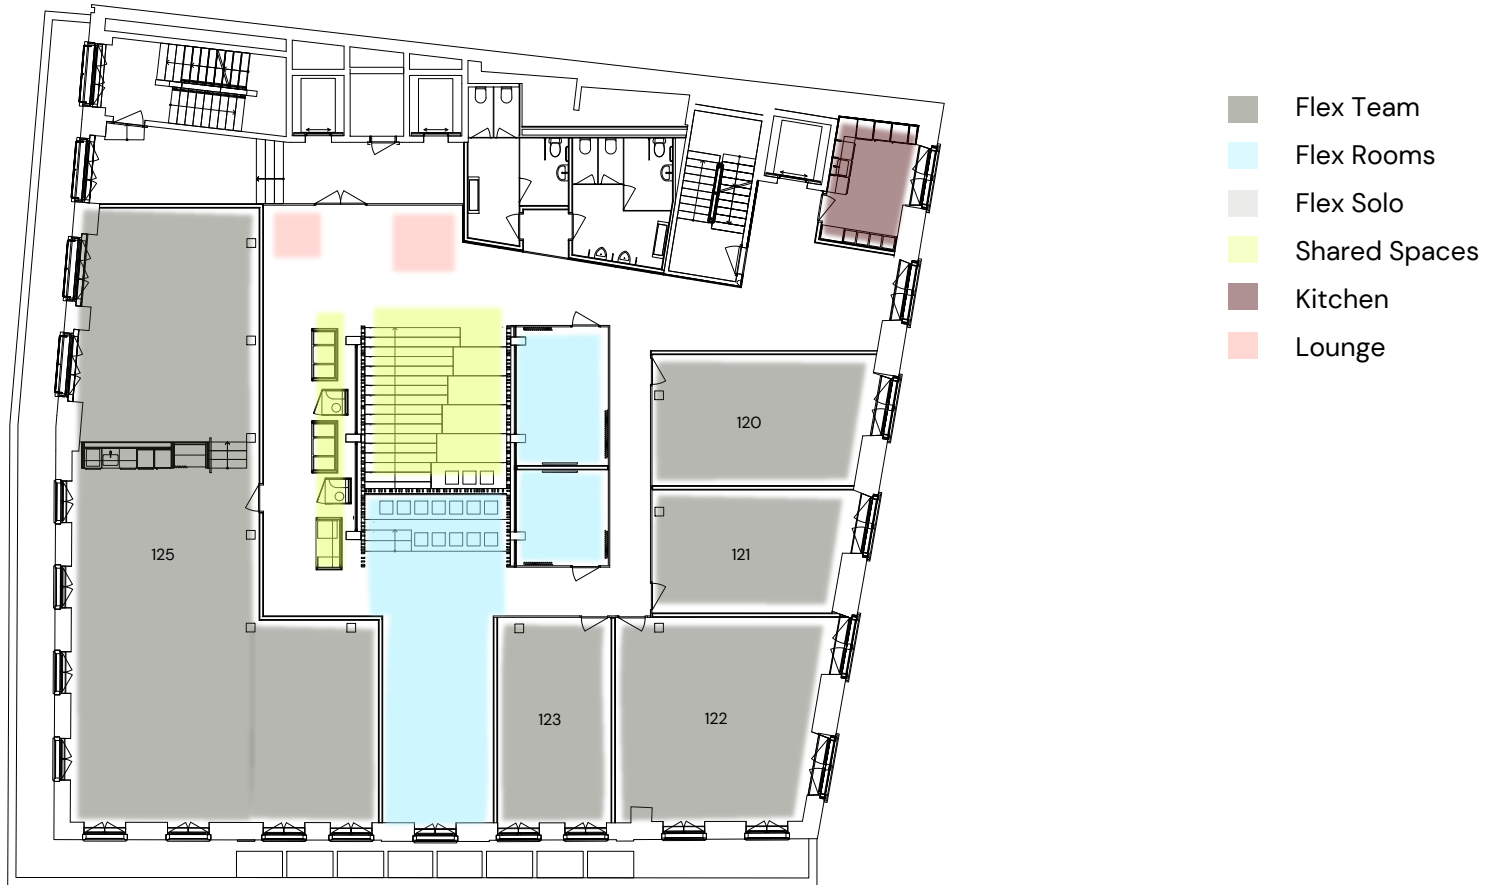 Flex Team
Flex Rooms
Flex Solo
Shared Spaces
Kitchen
Lounge
120
121
125
123
122